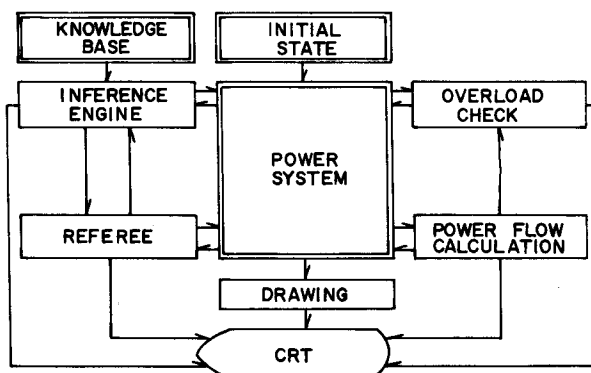 KNOWLEDGE
BASE
INITIAL
STATE
INFERENCE
ENGINE
POWER
SYSTEM
OVERLOAD
CHECK
REFEREE
POWER FLOW
CALCULATION
DRAWING
CRT